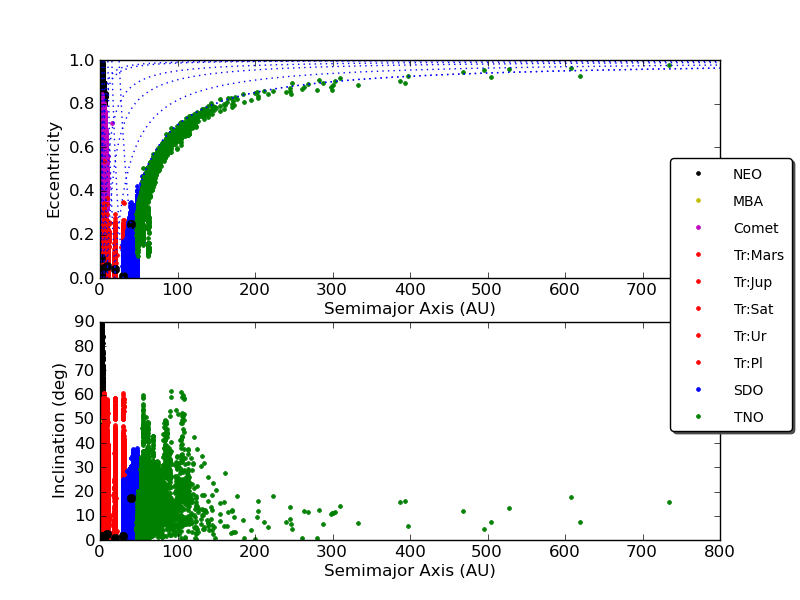 1.0
0.8
0.6
0.4
0.2
0.0
Eccentricity
0 100 200 300 400 500 600 700
Semimajor Axis (AU)
NEO
MBA
Comet
Tr:Mars
Tr:Jup
Tr:Sat
Tr:Ur
Tr:Pl
SDO
TNO
90
80
70
60
50
40
30
20
10
0
Inclination (deg)
0 100 200 300 400 500 600 700 800
Semimajor Axis (AU)